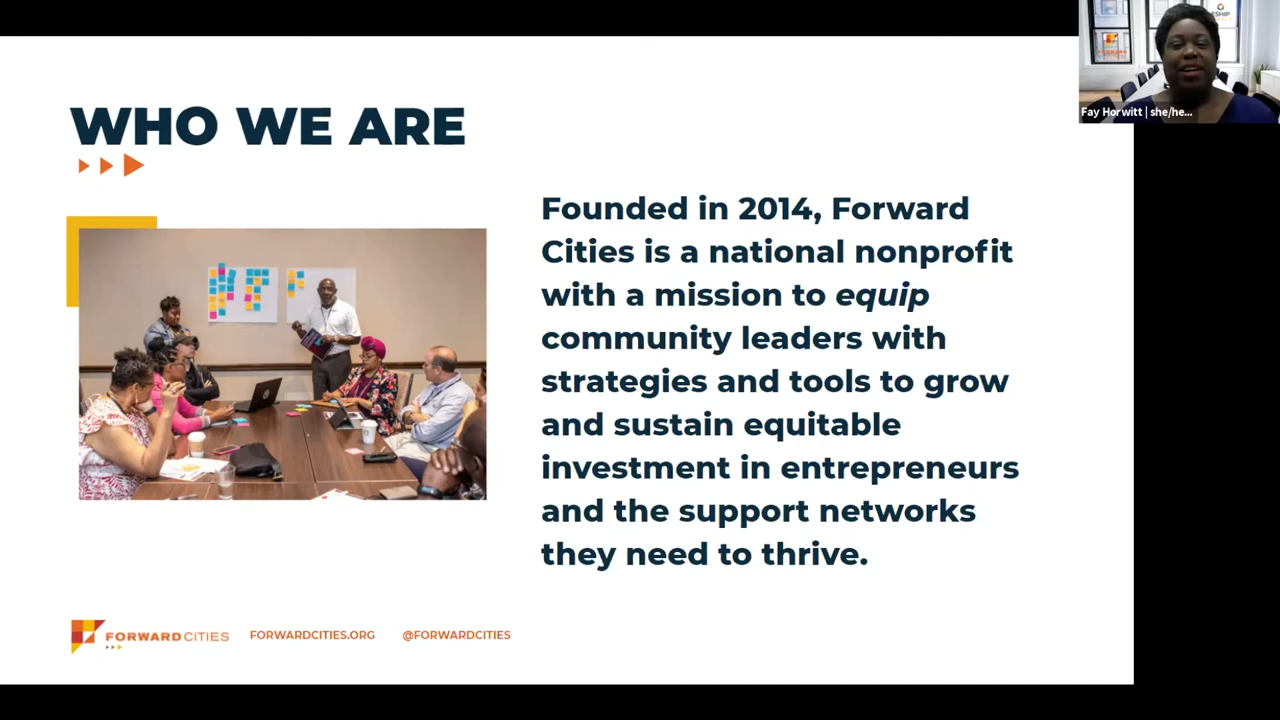 SHIP
FORWARD
Fay Horwitt | she/he...
WHO WE ARE
Founded in 2014, Forward
Cities is a national nonprofit
with a mission to equip
community leaders with
strategies and tools to grow
and sustain equitable
investment in entrepreneurs
and the support networks
they need to thrive.
FORWARDCITIES
FORWARDCITIES.ORG
@FORWARDCITIES